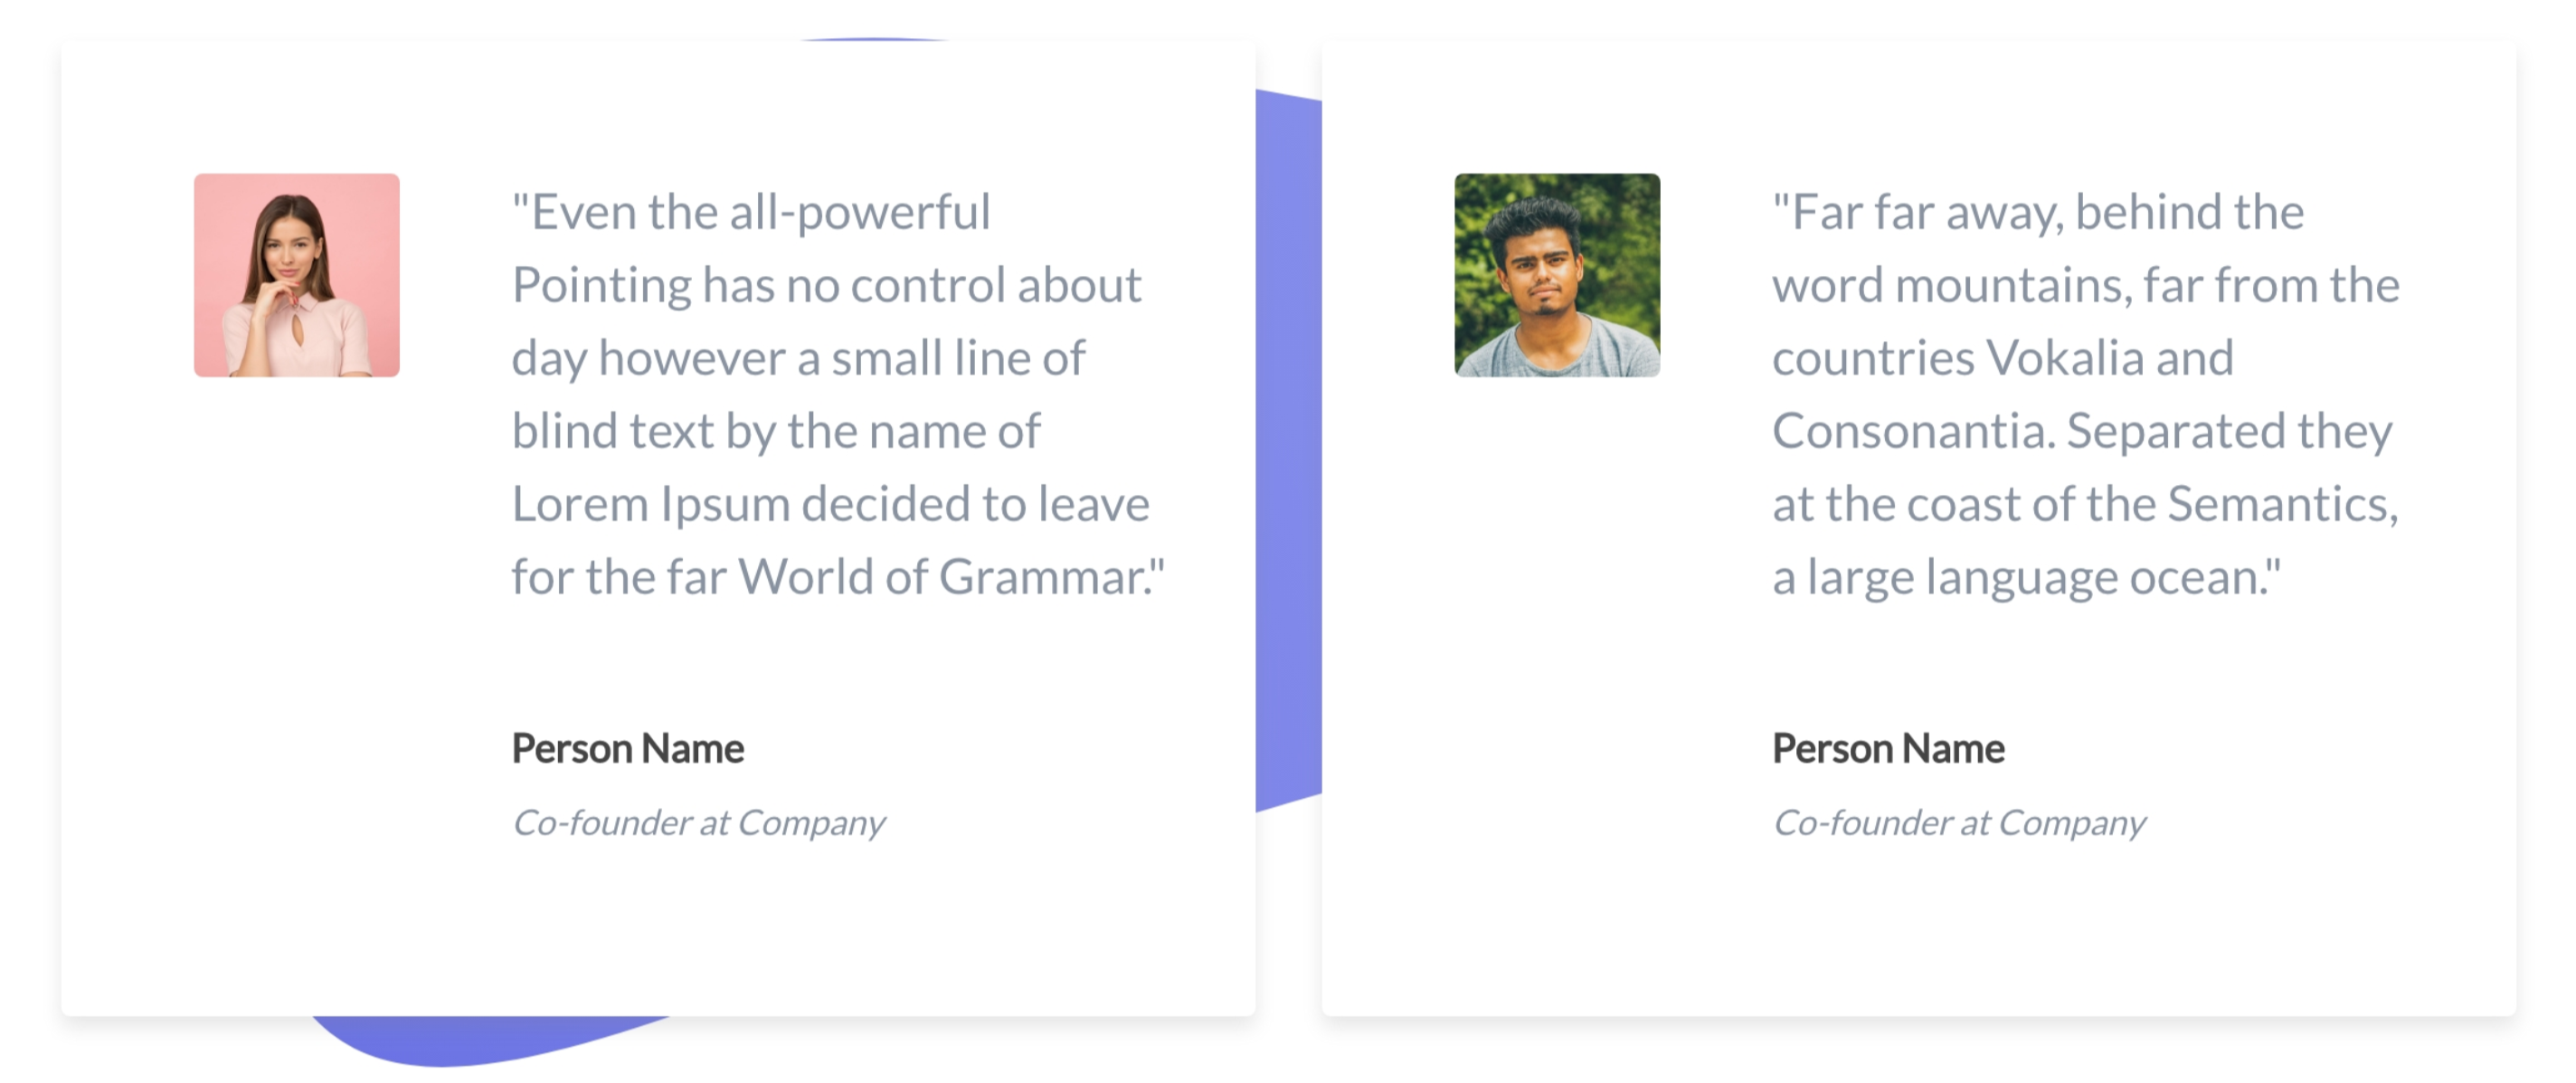 "Even the all-powerful
Pointing has no control about
day however a small line of
blind text by the name of
Lorem Ipsum decided to leave
for the far World of Grammar."
Person Name
Co-founder at Company
"Far far away, behind the
word mountains, far from the
countries Vokalia and
Consonantia. Separated they
at the coast of the Semantics,
a large language ocean."
Person Name
Co-founder at Company